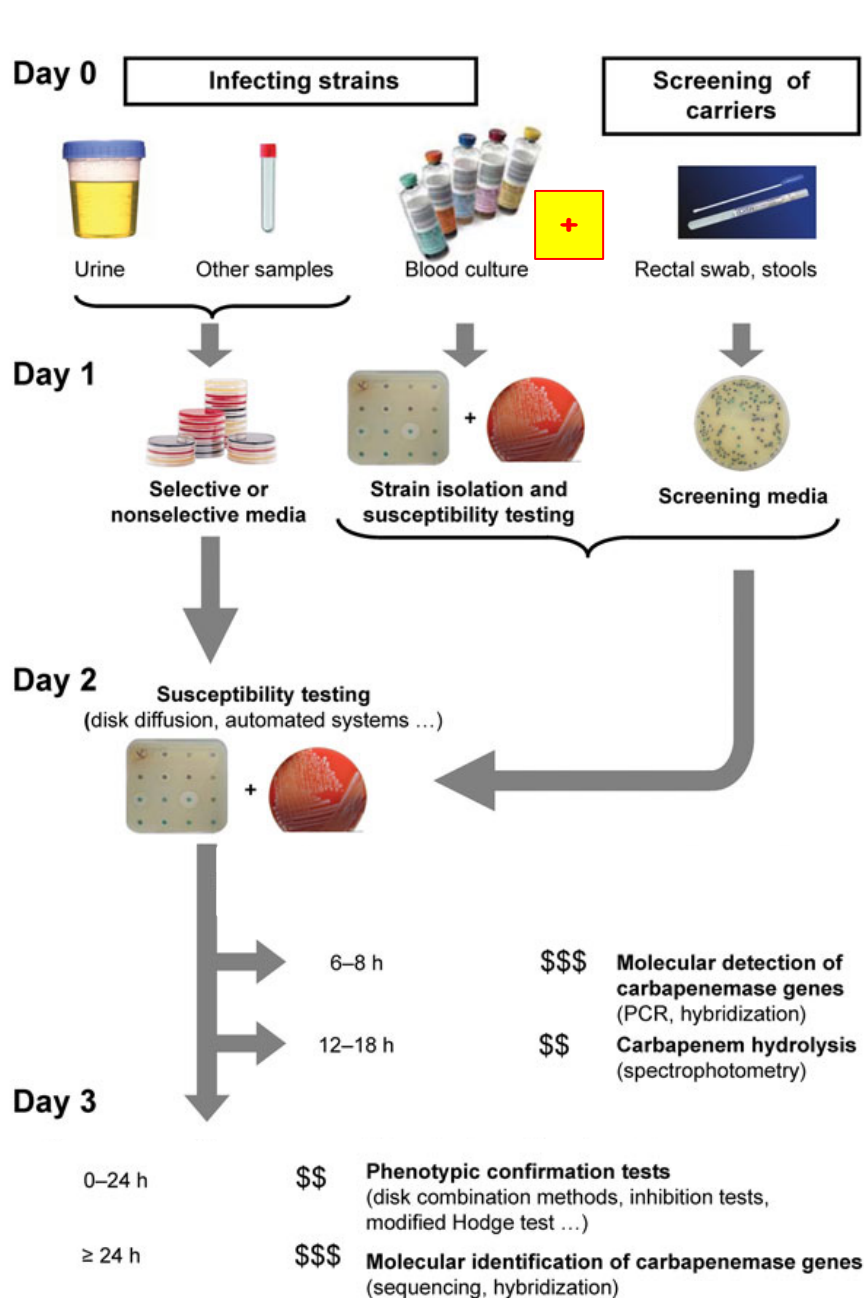 Day 0
Infecting strains
Screening of
carriers
+
Urine
Other samples
Blood culture
Rectal swab, stools
Day 1
+
Selective or
nonselective media
Strain isolation and
susceptibility testing
Screening media
Day 2
Susceptibility testing
(disk diffusion, automated systems ...)
+
6–8 h $$$ Molecular detection of
carbapenemase genes
(PCR, hybridization)
12–18 h $$ Carbapenem hydrolysis
(spectrophotometry)
Day 3
0–24 h $$ Phenotypic confirmation tests
(disk combination methods, inhibition tests,
modified Hodge test ...)
≥ 24 h $$$ Molecular identification of carbapenemase genes
(sequencing, hybridization)